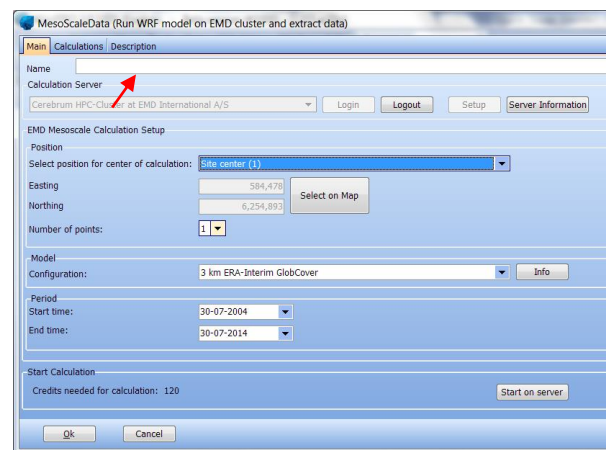 MesoScaleData (Run WRF model on EMD cluster and extract data)
Main Calculations Description
Name
Calculation Server
Cerebrum HPC-Cluster at EMD International A/S Login Logout Setup Server Information
EMD Mesoscale Calculation Setup
Position
Select position for center of calculation: Site center (1)
Easting 584,478
Select on Map
Northing 6,254,893
Number of points: 1
Model
Configuration: 3 km ERA-Interim GlobCover Info
Period
Start time: 30-07-2004
End time: 30-07-2014
Start Calculation
Credits needed for calculation: 120 Start on server
Ok Cancel